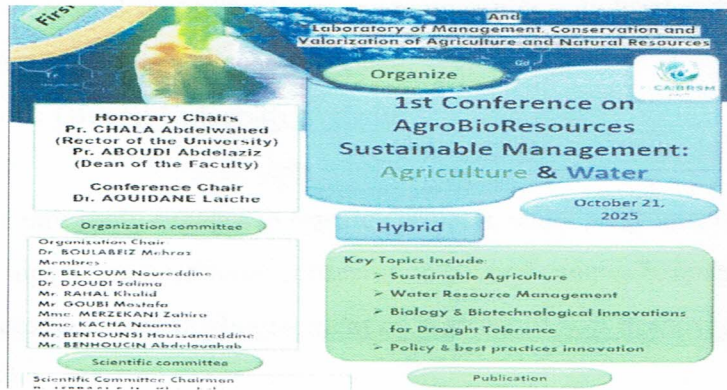 First
And
Laboratory of Management, Conservation and
Valorization of Agriculture and Natural Resources
Organize
CABRSM
1st Conference on
AgroBioResources
Sustainable Management:
Agriculture & Water
October 21,
2025
Hybrid
Honorary Chairs
Pr. CHALA Abdelwahed
(Rector of the University)
Pr. ABOUDI Abdelaziz
(Dean of the Faculty)
Conference Chair
Dr. AOUIDANE Laiche
Organization committee
Organization Chair
Dr. BOULABEIZ Mehraz
Membres
Dr. BELKOUM Noureddine
Dr DJOUDI Salima
Mr. RAHAL Khalid
Mr. GOUBI Mostafa
Mme. MERZEKANI Zahira
Mme. KACHA Naama
Mr. BENTOUNSI Houssameddine
Mr. BENHOUCIN Abdelouahab
Scientific committee
Scientific Committee Chairman
Key Topics Include:
➢ Sustainable Agriculture
➢ Water Resource Management
➢ Biology & Biotechnological Innovations
for Drought Tolerance
➢ Policy & best practices innovation
Publication